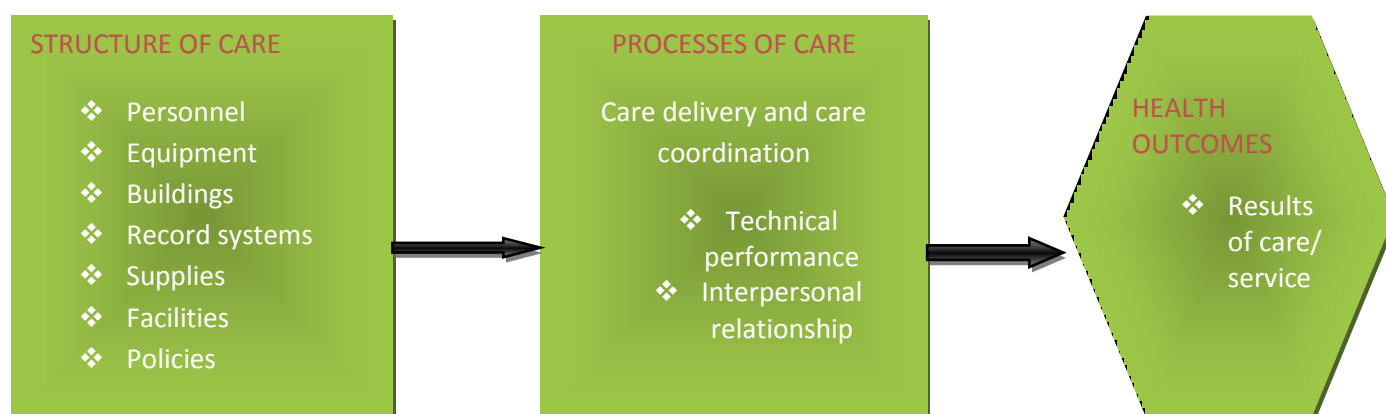 STRUCTURE OF CARE
❖ Personnel
❖ Equipment
❖ Buildings
❖ Record systems
❖ Supplies
❖ Facilities
❖ Policies
PROCESSES OF CARE
Care delivery and care
coordination
❖ Technical
performance
❖ Interpersonal
relationship
HEALTH
OUTCOMES
❖ Results
of care/
service